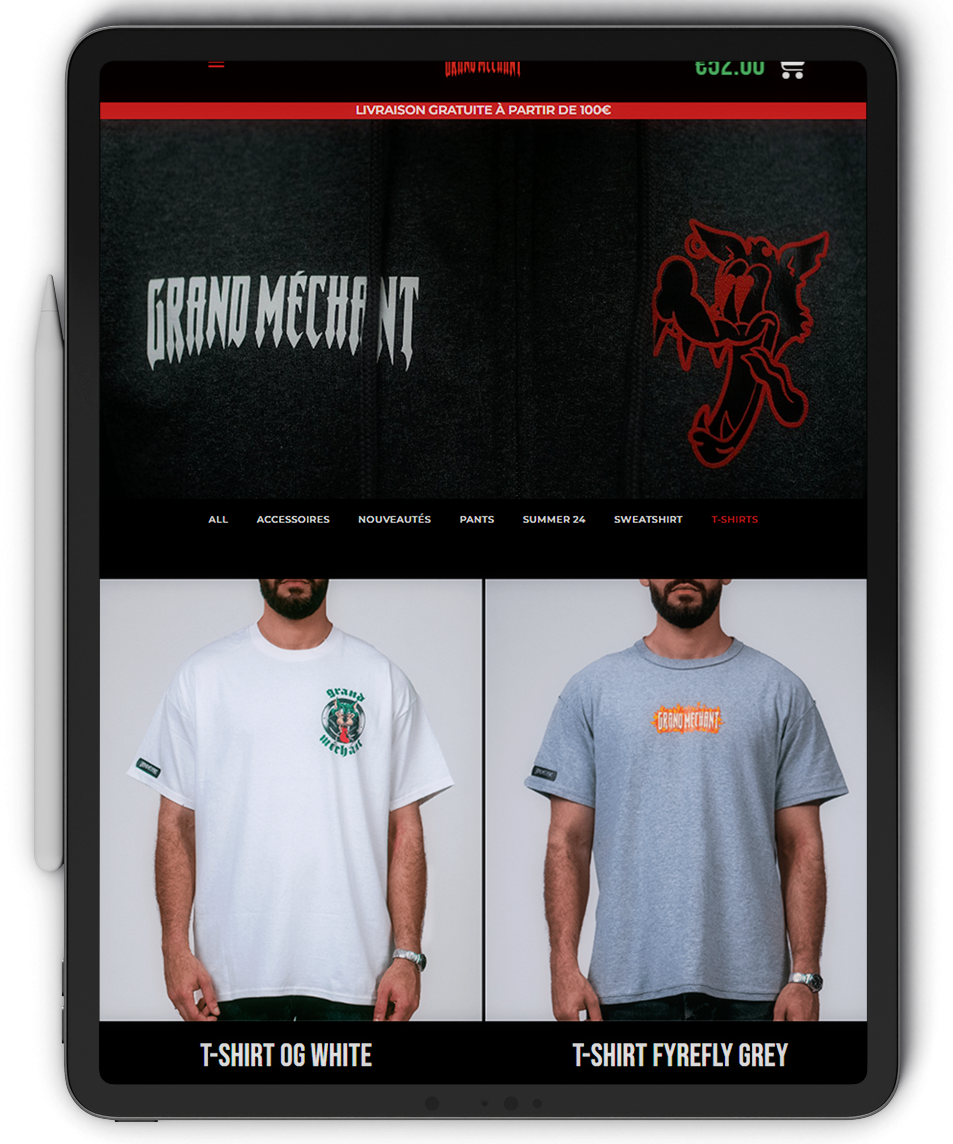 GRAND MÉCHANT
€52.00
LIVRAISON GRATUITE À PARTIR DE 100€
GRAND MÉCHANT
ALL ACCESSOIRES NOUVEAUTÉS PANTS SUMMER 24 SWEATSHIRT T-SHIRTS
grand
méchant
GRAND MÉCHANT
T-SHIRT OG WHITE
T-SHIRT FYREFLY GREY